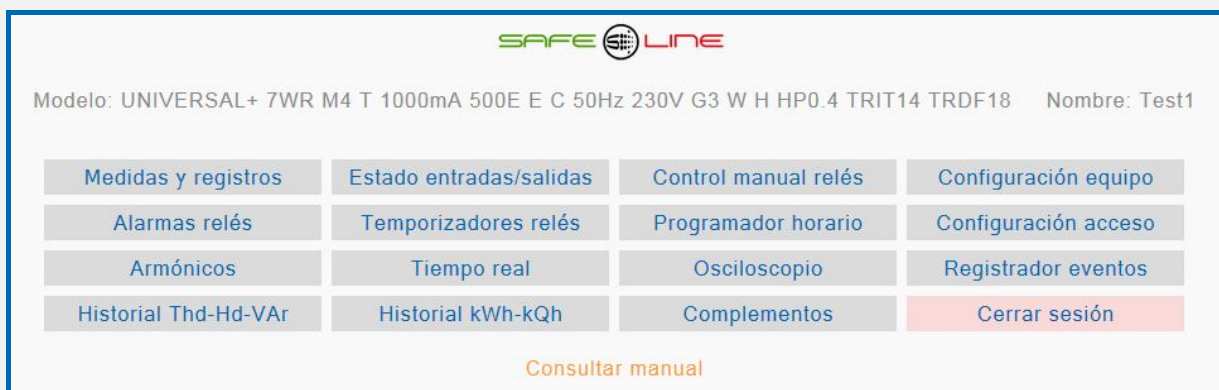 SAFE LINE
Modelo: UNIVERSAL+ 7WR M4 T 1000mA 500E E C 50Hz 230V G3 W H HP0.4 TRIT14 TRDF18 Nombre: Test1
Medidas y registros Estado entradas/salidas Control manual relés Configuración equipo
Alarmas relés Temporizadores relés Programador horario Configuración acceso
Armónicos Tiempo real Osciloscopio Registrador eventos
Historial Thd-Hd-VAr Historial kWh-kQh Complementos Cerrar sesión
Consultar manual